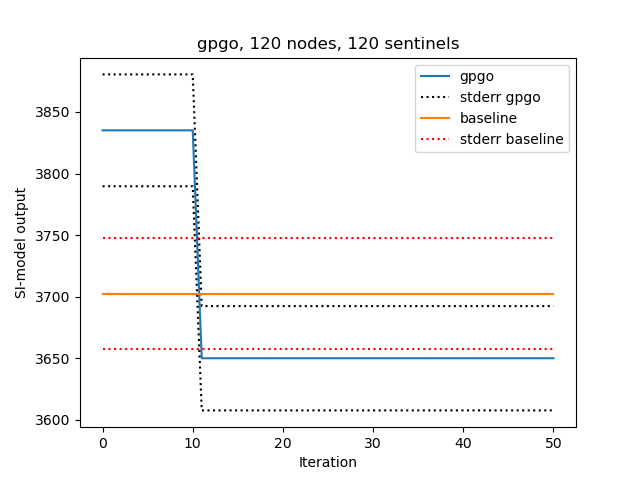 gpgo, 120 nodes, 120 sentinels
gpgo
stderr gpgo
baseline
stderr baseline
SI-model output
3850
3800
3750
3700
3650
3600
0 10 20 30 40 50
Iteration